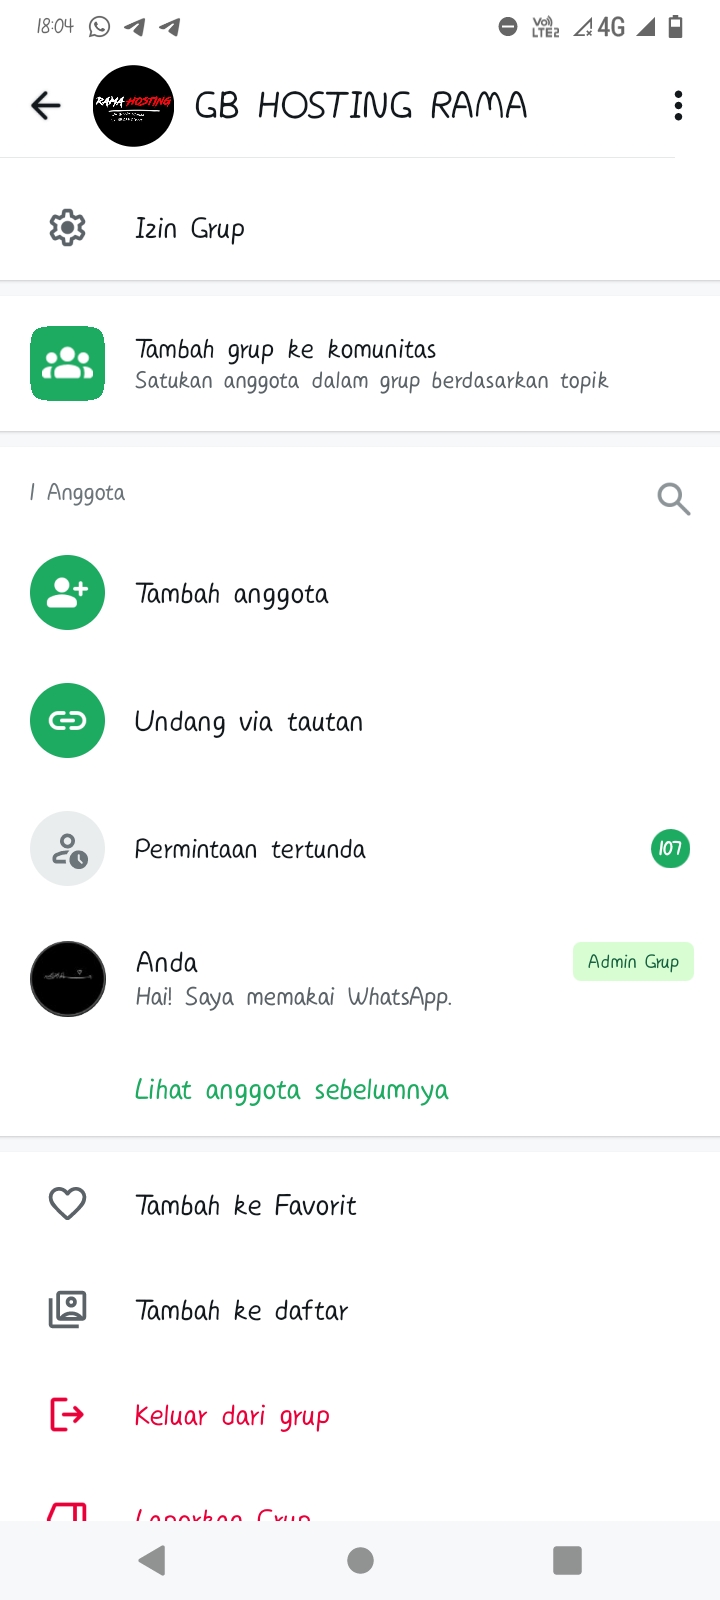 18:04
Vo))
LTE2
4G
RAMA HOSTING
GB HOSTING RAMA
Izin Grup
Tambah grup ke komunitas
Satukan anggota dalam grup berdasarkan topik
1 Anggota
Tambah anggota
Undang via tautan
Permintaan tertunda
107
Anda
Admin Grup
Hai! Saya memakai WhatsApp.
Lihat anggota sebelumnya
Tambah ke Favorit
Tambah ke daftar
Keluar dari grup
Laporkan Grup